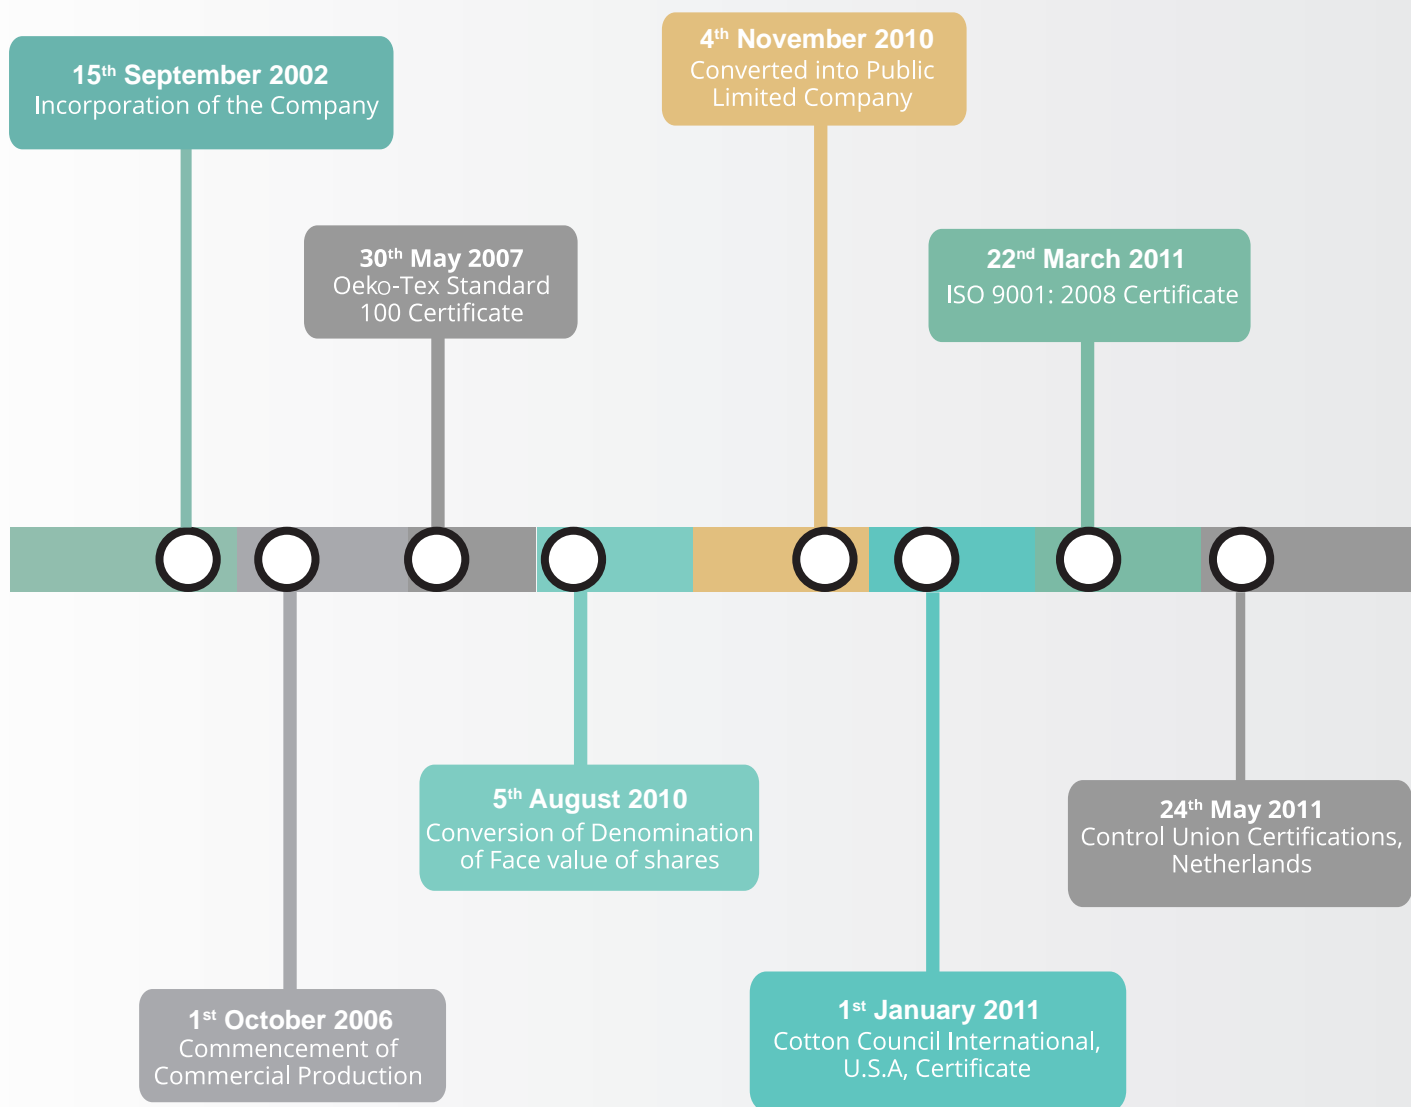 15th September 2002
Incorporation of the Company
1st October 2006
Commencement of
Commercial Production
30th May 2007
Oeko-Tex Standard
100 Certificate
5th August 2010
Conversion of Denomination
of Face value of shares
4th November 2010
Converted into Public
Limited Company
1st January 2011
Cotton Council International,
U.S.A, Certificate
22nd March 2011
ISO 9001: 2008 Certificate
24th May 2011
Control Union Certifications,
Netherlands